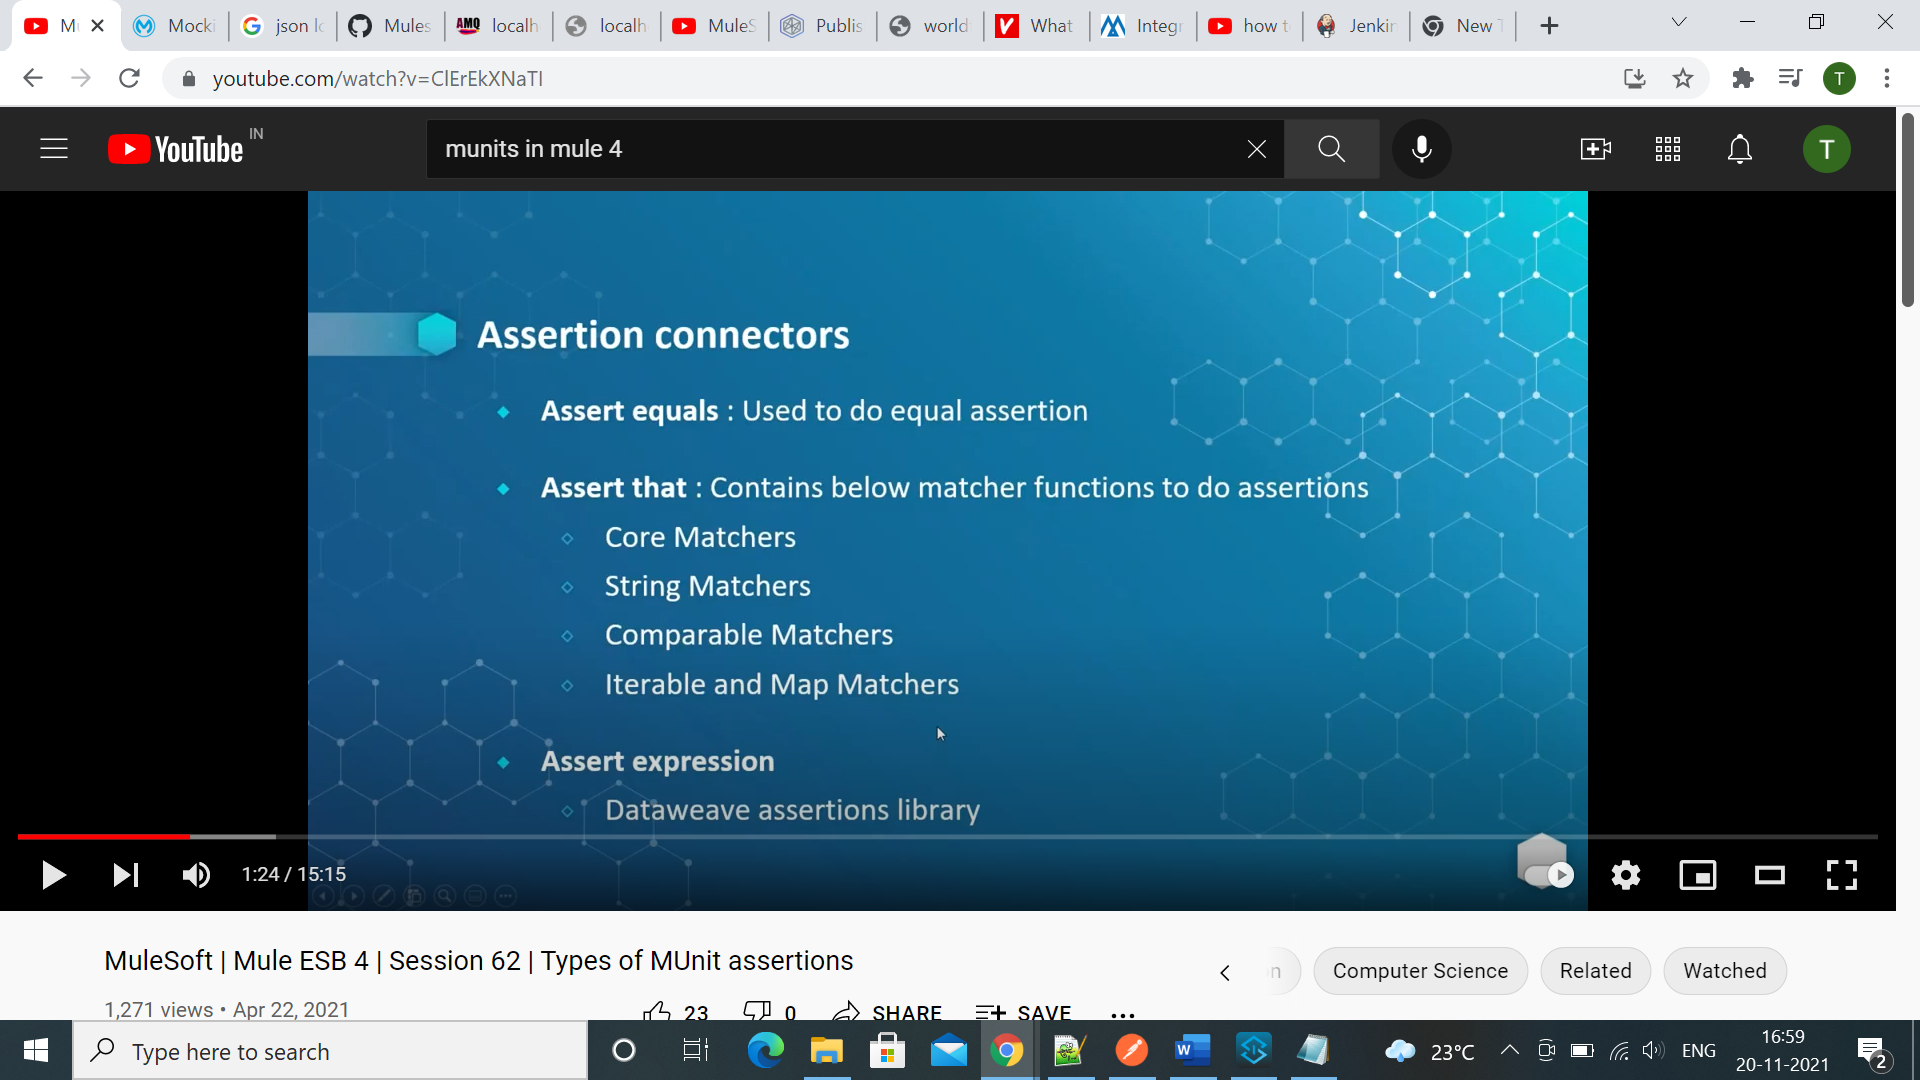 M
Mocki
json lo
Mules
AMQ localh
localh
MuleS
Publis
world
What
Integr
how t
Jenkin
New T
youtube.com/watch?v=ClErEkXNaTI
T
YouTube IN
munits in mule 4
T
Assertion connectors
Assert equals : Used to do equal assertion
Assert that : Contains below matcher functions to do assertions
Core Matchers
String Matchers
Comparable Matchers
Iterable and Map Matchers
Assert expression
Dataweave assertions library
1:24 / 15:15
MuleSoft | Mule ESB 4 | Session 62 | Types of MUnit assertions
Computer Science Related Watched
1,271 views • Apr 22, 2021
23 0 SHARE SAVE
Type here to search
23°C ENG
16:59
20-11-2021
2